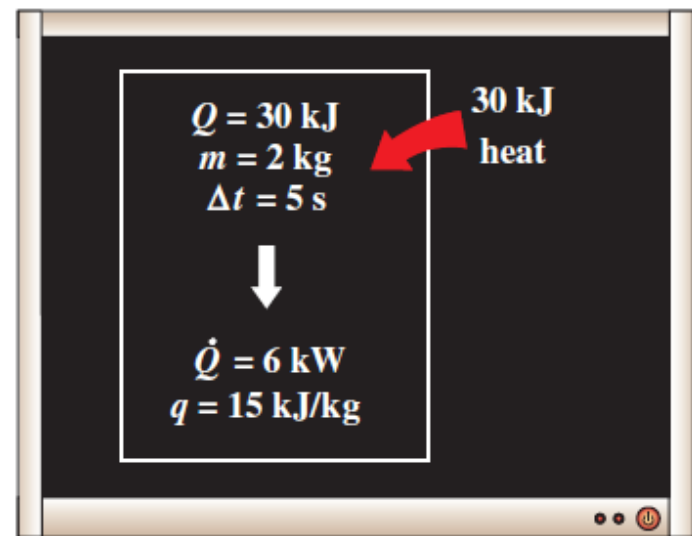 Q = 30 kJ
m = 2 kg
Δt = 5 s
30 kJ
heat
Q̇ = 6 kW
q = 15 kJ/kg